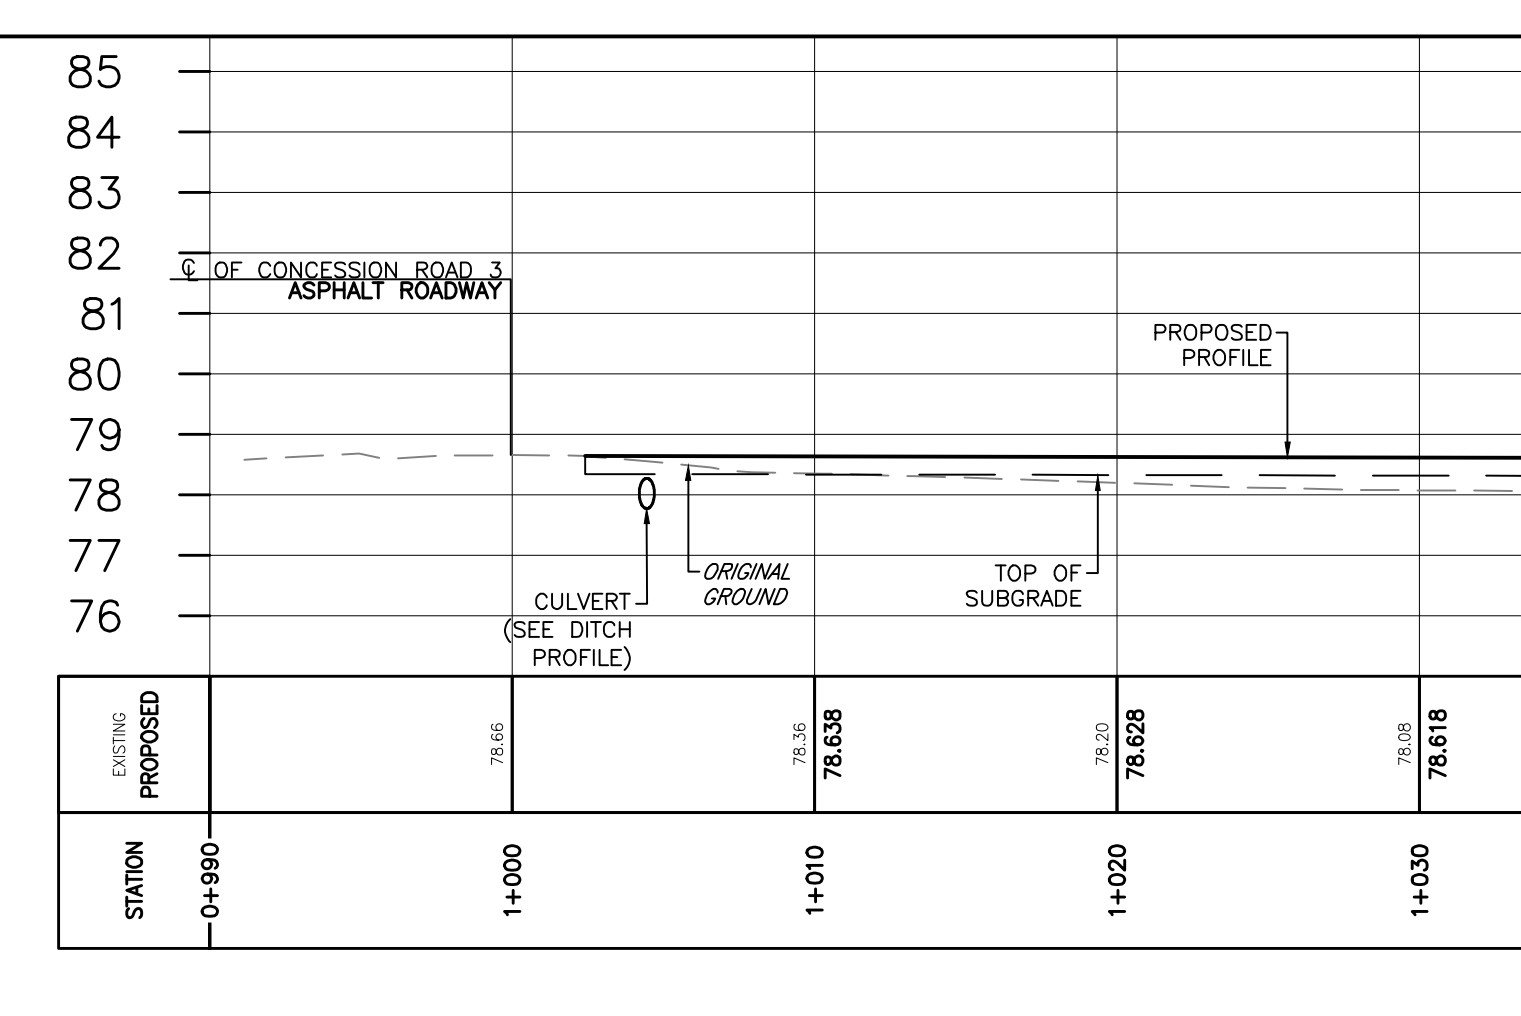 85
84
83
82
℄ OF CONCESSION ROAD 3
ASPHALT ROADWAY
81
80
79
78
77
76
PROPOSED
PROFILE
ORIGINAL
GROUND
TOP OF
SUBGRADE
CULVERT
(SEE DITCH
PROFILE)
EXISTING
PROPOSED
78.66
78.36
78.638
78.20
78.628
78.08
78.618
STATION
0+990
1+000
1+010
1+020
1+030